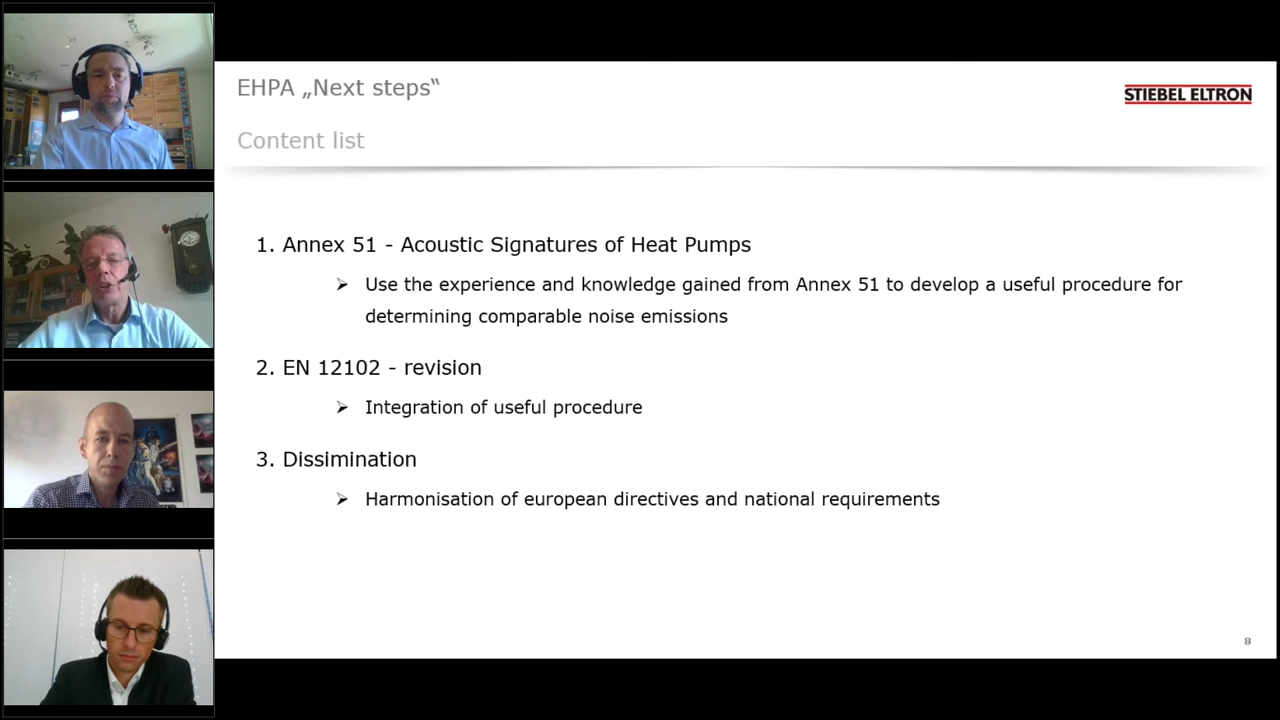 EHPA „Next steps“
STIEBEL ELTRON
Content list
1. Annex 51 - Acoustic Signatures of Heat Pumps
➢ Use the experience and knowledge gained from Annex 51 to develop a useful procedure for
determining comparable noise emissions
2. EN 12102 - revision
➢ Integration of useful procedure
3. Dissimination
➢ Harmonisation of european directives and national requirements
8